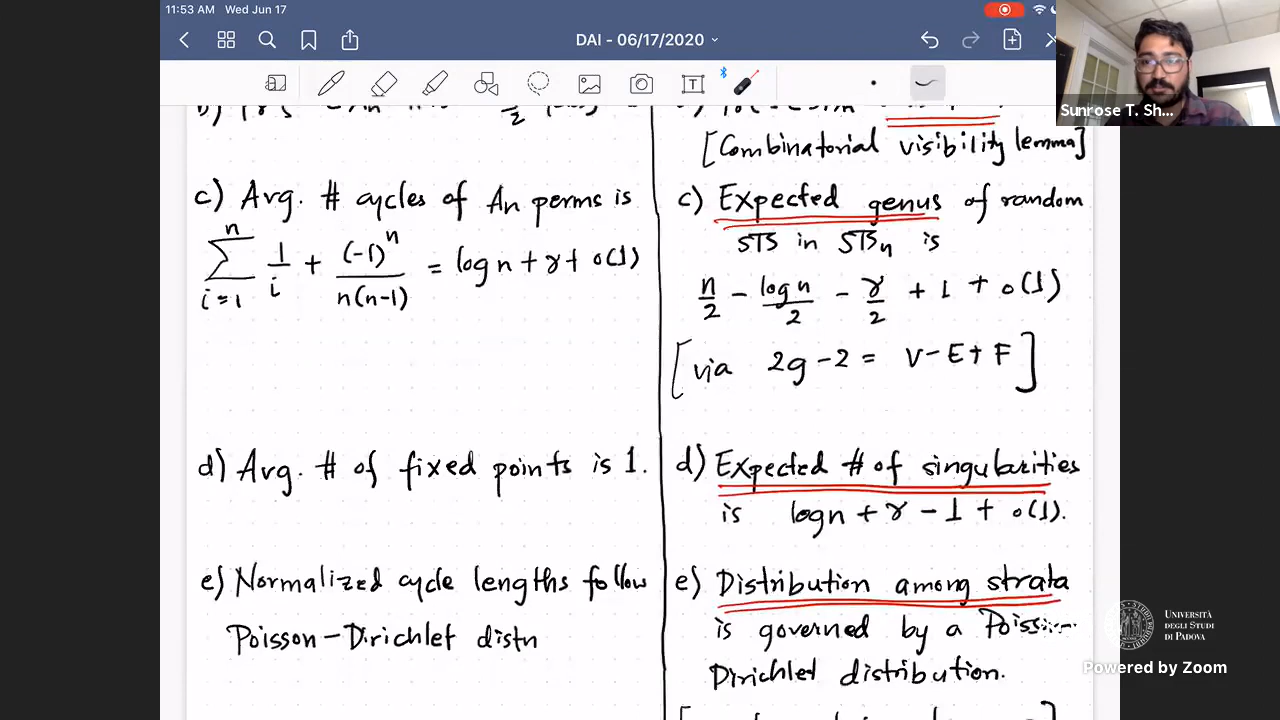 11:53 AM Wed Jun 17
DAI - 06/17/2020
Sunrose T. Sh...
[Combinatorial visibility lemma]
c) Avg. # cycles of An perms is
n
∑ 1/i + (-1)^n / n(n-1) = log n + γ + o(1)
i=1
d) Avg. # of fixed points is 1.
e) Normalized cycle lengths follow
Poisson-Dirichlet distn
c) Expected genus of random
STS in STSn is
n/2 - log n/2 - γ/2 + 1 + o(1)
[via 2g-2 = V-E+F]
d) Expected # of singularities
is log n + γ - 1 + o(1).
e) Distribution among strata
is governed by a Poisson-
Dirichlet distribution.
UNIVERSITÀ
DEGLI STUDI
DI PADOVA
Powered by Zoom